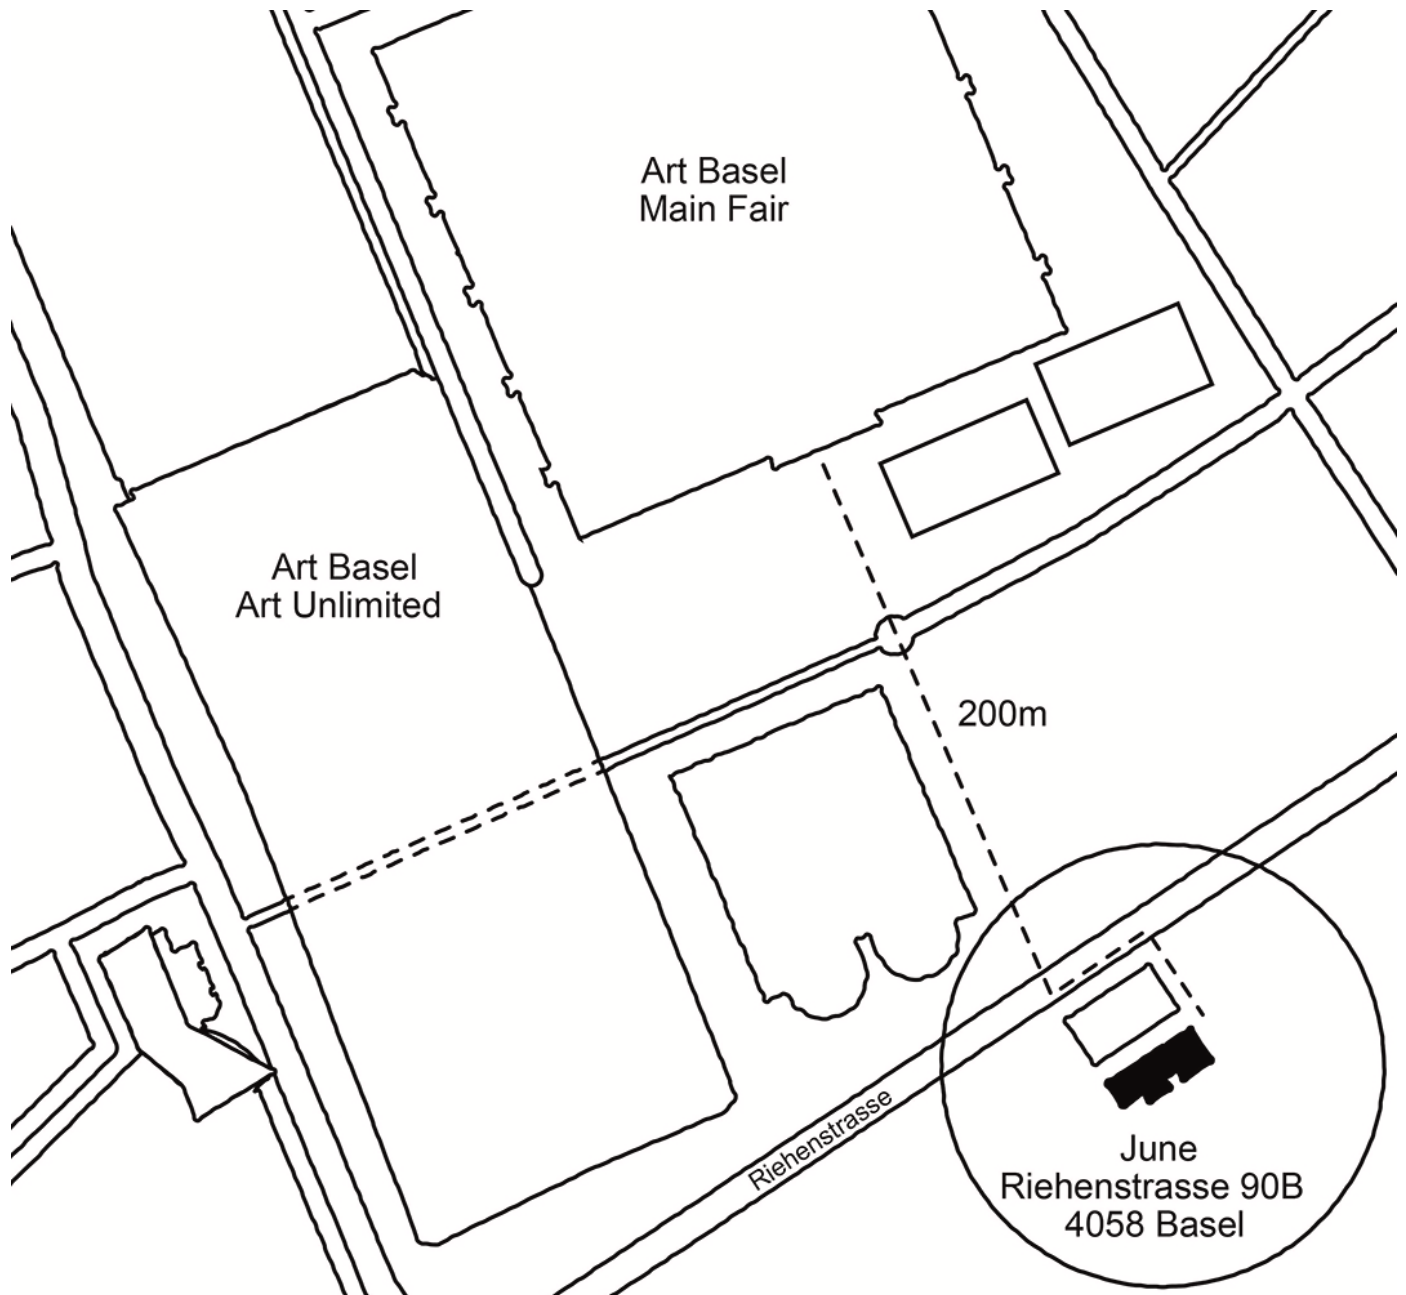 Art Basel
Main Fair
Art Basel
Art Unlimited
200m
Riehenstrasse
June
Riehenstrasse 90B
4058 Basel